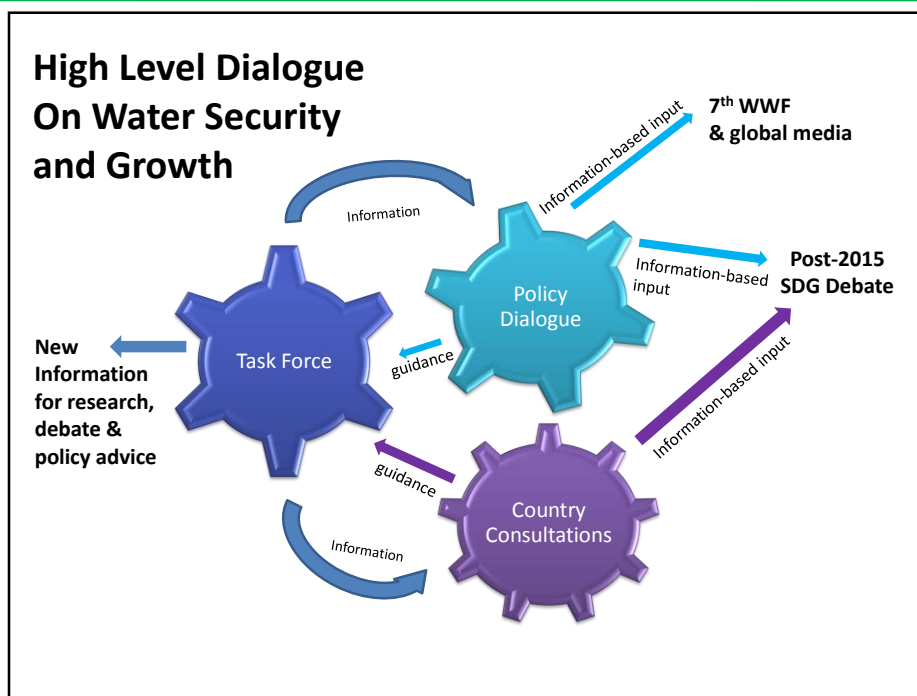 High Level Dialogue
On Water Security
and Growth
7th WWF
& global media
Information-based input
Information
Information-based
input
Post-2015
SDG Debate
Policy
Dialogue
Task Force
guidance
New
Information
for research,
debate &
policy advice
Information-based input
guidance
Country
Consultations
Information